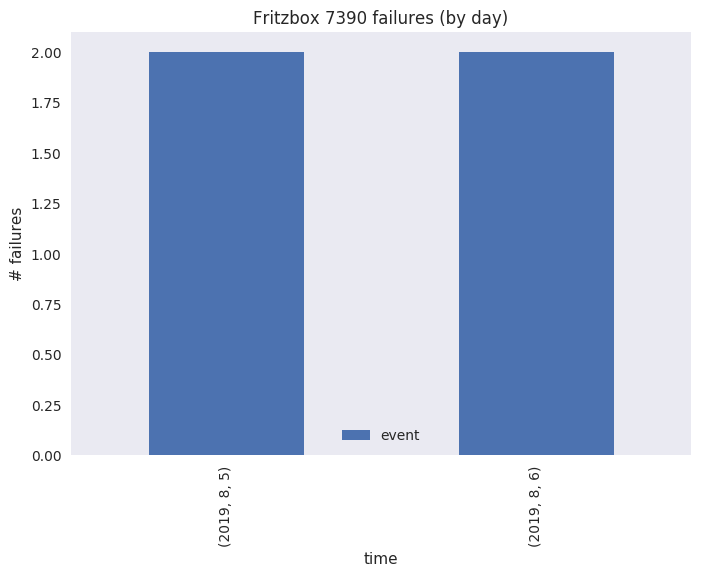 Fritzbox 7390 failures (by day)
# failures
2.00
1.75
1.50
1.25
1.00
0.75
0.50
0.25
0.00
event
(2019, 8, 5)
(2019, 8, 6)
time